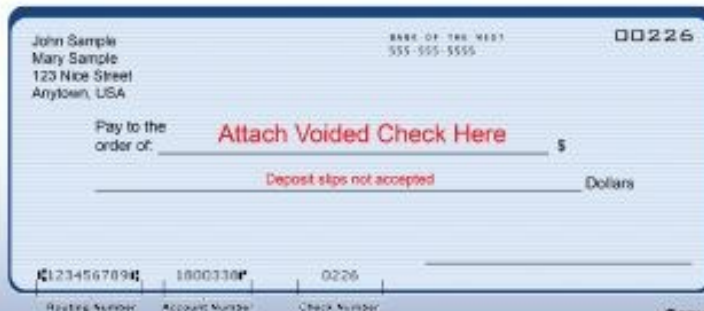 John Sample
Mary Sample
123 Nice Street
Anytown, USA
BANK OF THE WEST
555-555-5555
00226
Pay to the
order of:
Attach Voided Check Here
$
Deposit slips not accepted
Dollars
⑆123456789⑆ 1800338⑈ 0226
Routing Number Account Number Check Number